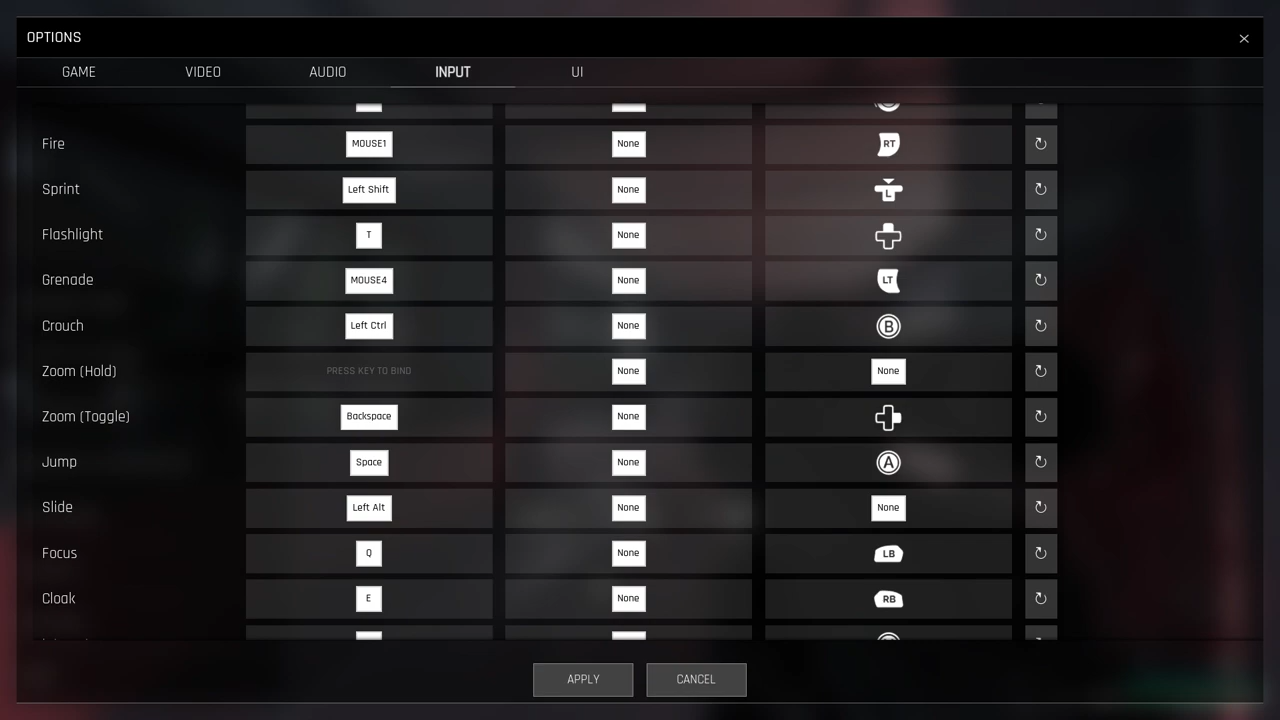 OPTIONS
GAME VIDEO AUDIO INPUT UI
Fire MOUSE1 None RT
Sprint Left Shift None L
Flashlight T None
Grenade MOUSE4 None LT
Crouch Left Ctrl None B
Zoom (Hold) PRESS KEY TO BIND None None
Zoom (Toggle) Backspace None
Jump Space None A
Slide Left Alt None None
Focus Q None LB
Cloak E None RB
APPLY CANCEL